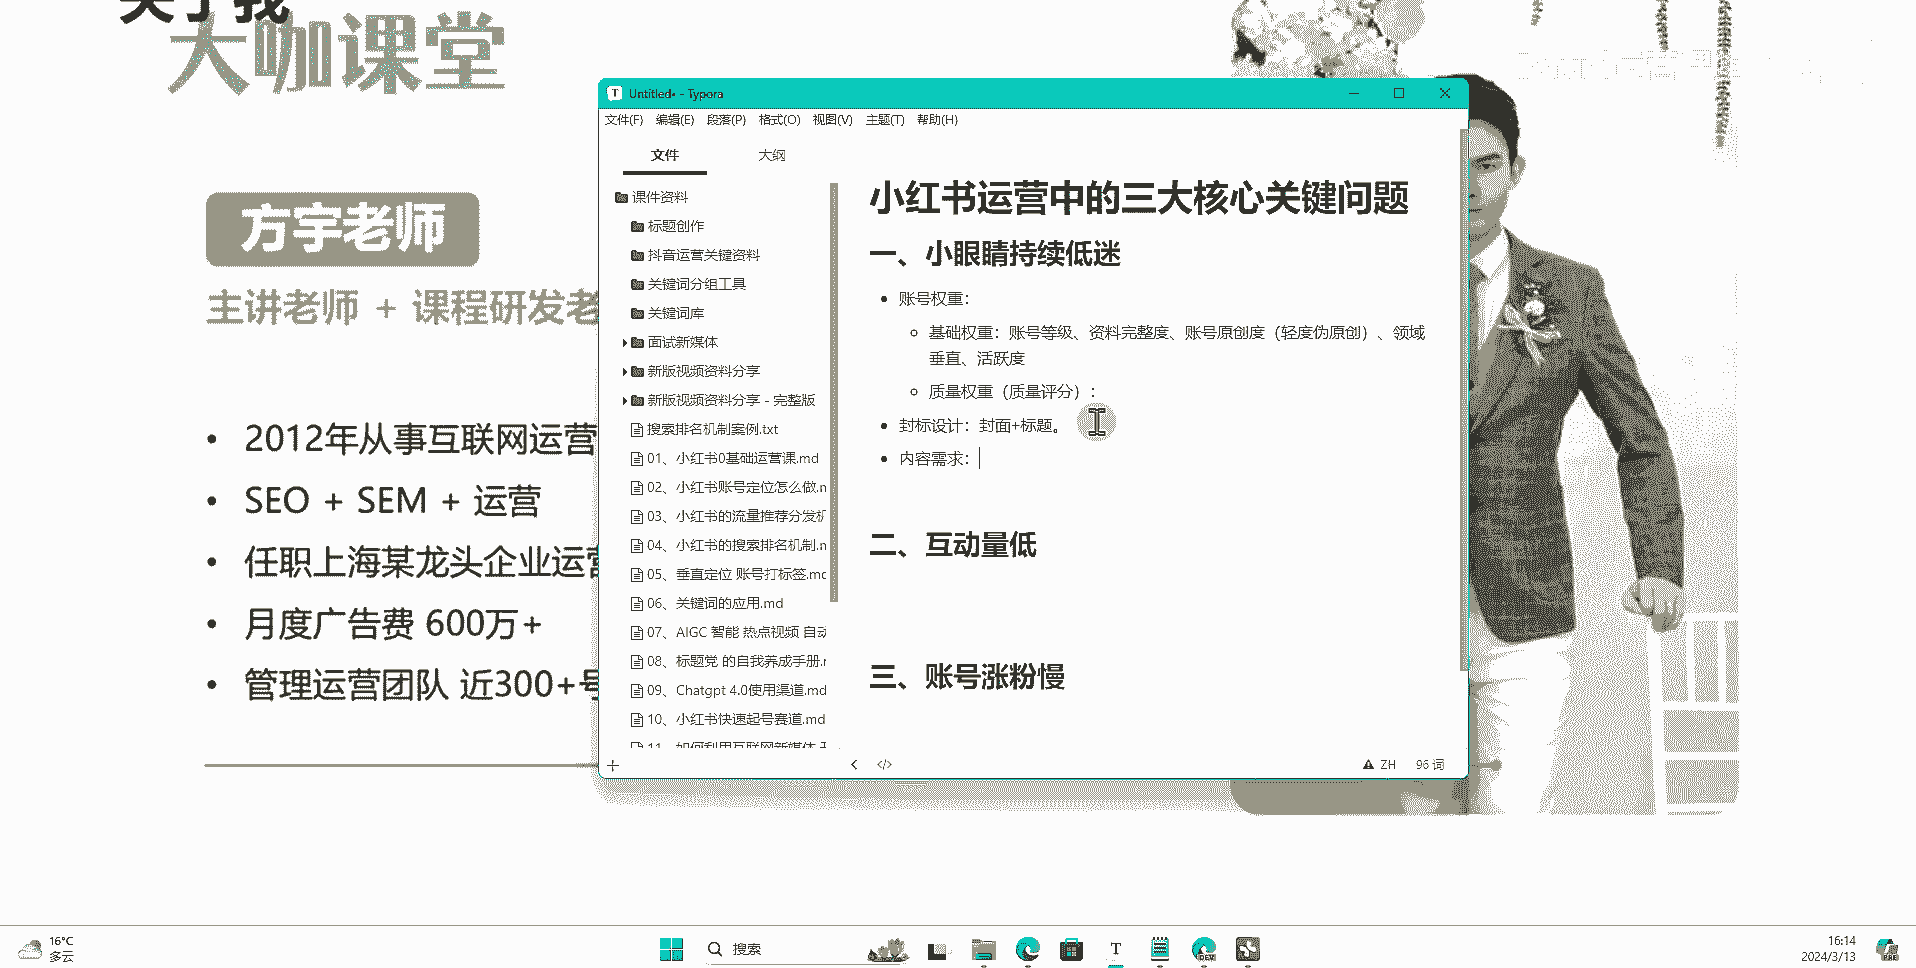 关于我
大咖课堂
方宇老师
主讲老师 + 课程研发老
2012年从事互联网运营
SEO + SEM + 运营
任职上海某龙头企业运营
月度广告费 600万+
管理运营团队 近300+号
Untitled• - Typora
文件(F) 编辑(E) 段落(P) 格式(O) 视图(V) 主题(T) 帮助(H)
文件 大纲
课件资料
标题创作
抖音运营关键资料
关键词分组工具
关键词库
面试新媒体
新版视频资料分享
新版视频资料分享 - 完整版
搜索排名机制案例.txt
01、小红书0基础运营课.md
02、小红书账号定位怎么做.m
03、小红书的流量推荐分发机
04、小红书的搜索排名机制.m
05、垂直定位 账号打标签.md
06、关键词的应用.md
07、AIGC 智能 热点视频 自动
08、标题党 的自我养成手册.m
09、Chatgpt 4.0使用渠道.md
10、小红书快速起号赛道.md
11、如何利用互联网新媒体
小红书运营中的三大核心关键问题
一、小眼睛持续低迷
账号权重：
基础权重：账号等级、资料完整度、账号原创度（轻度伪原创）、领域
垂直、活跃度
质量权重（质量评分）：
封标设计：封面+标题。
内容需求：
二、互动量低
三、账号涨粉慢
ZH 96 词
16°C
多云
搜索
16:14
2024/3/13